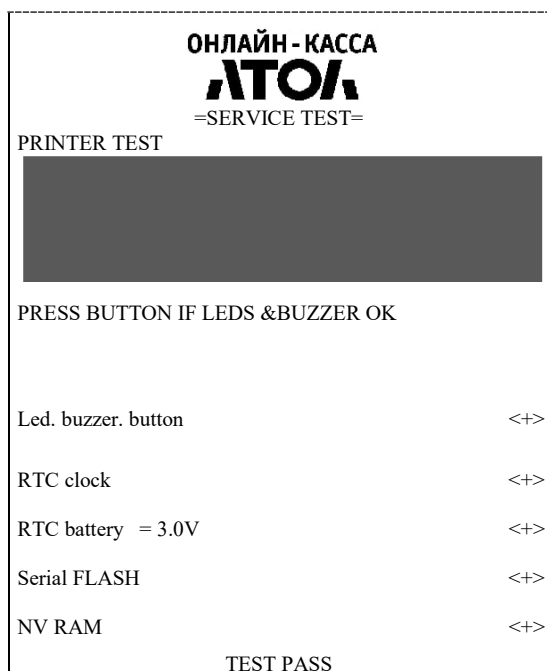 ОНЛАЙН - КАССА
АТОЛ
=SERVICE TEST=
PRINTER TEST
PRESS BUTTON IF LEDS &BUZZER OK
Led. buzzer. button <+>
RTC clock <+>
RTC battery = 3.0V <+>
Serial FLASH <+>
NV RAM <+>
TEST PASS